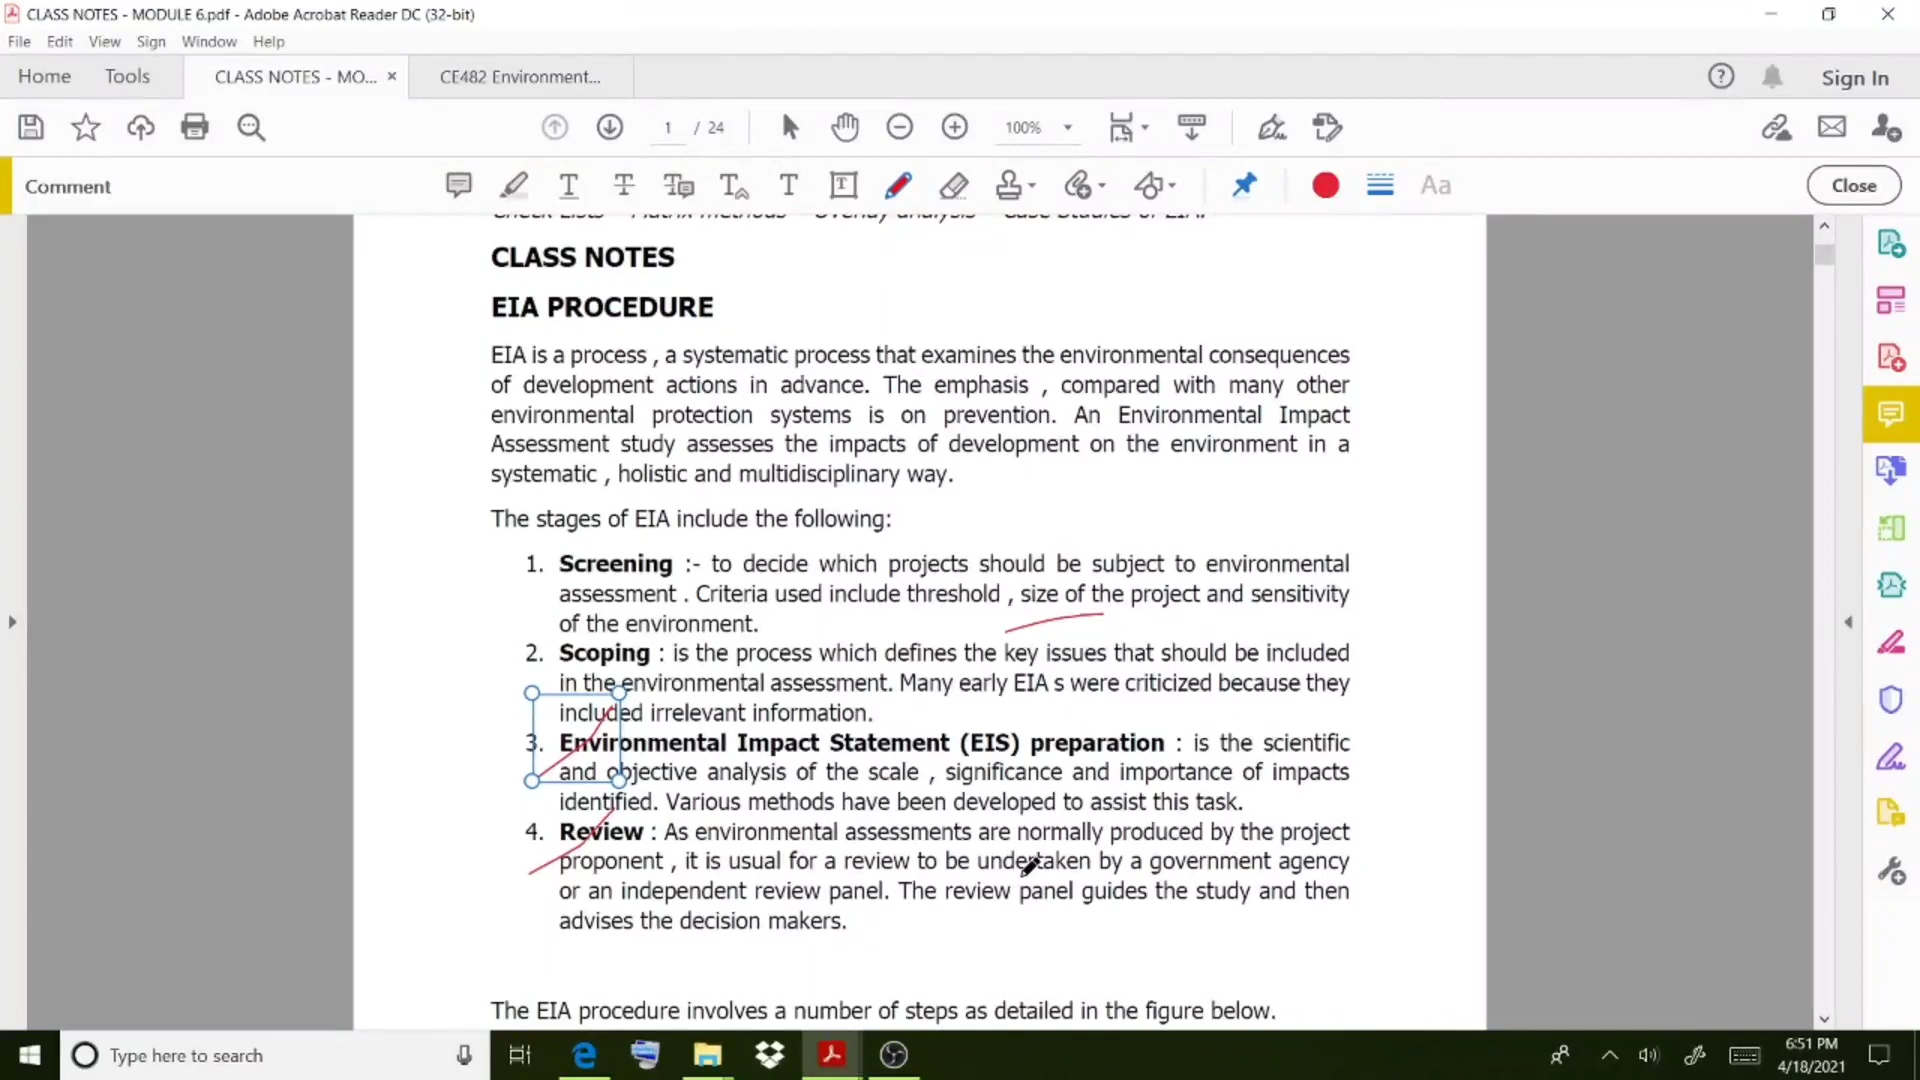 CLASS NOTES - MODULE 6.pdf - Adobe Acrobat Reader DC (32-bit)
File Edit View Sign Window Help
Home Tools CLASS NOTES - MO... × CE482 Environment... Sign In
1 / 24 100%
Comment Aa Close
Check Lists – Matrix methods – Overlay analysis – Case Studies of EIA.
CLASS NOTES
EIA PROCEDURE
EIA is a process , a systematic process that examines the environmental consequences
of development actions in advance. The emphasis , compared with many other
environmental protection systems is on prevention. An Environmental Impact
Assessment study assesses the impacts of development on the environment in a
systematic , holistic and multidisciplinary way.
The stages of EIA include the following:
1. Screening :- to decide which projects should be subject to environmental
assessment . Criteria used include threshold , size of the project and sensitivity
of the environment.
2. Scoping : is the process which defines the key issues that should be included
in the environmental assessment. Many early EIA s were criticized because they
included irrelevant information.
3. Environmental Impact Statement (EIS) preparation : is the scientific
and objective analysis of the scale , significance and importance of impacts
identified. Various methods have been developed to assist this task.
4. Review : As environmental assessments are normally produced by the project
proponent , it is usual for a review to be undertaken by a government agency
or an independent review panel. The review panel guides the study and then
advises the decision makers.
The EIA procedure involves a number of steps as detailed in the figure below.
Type here to search
6:51 PM
4/18/2021